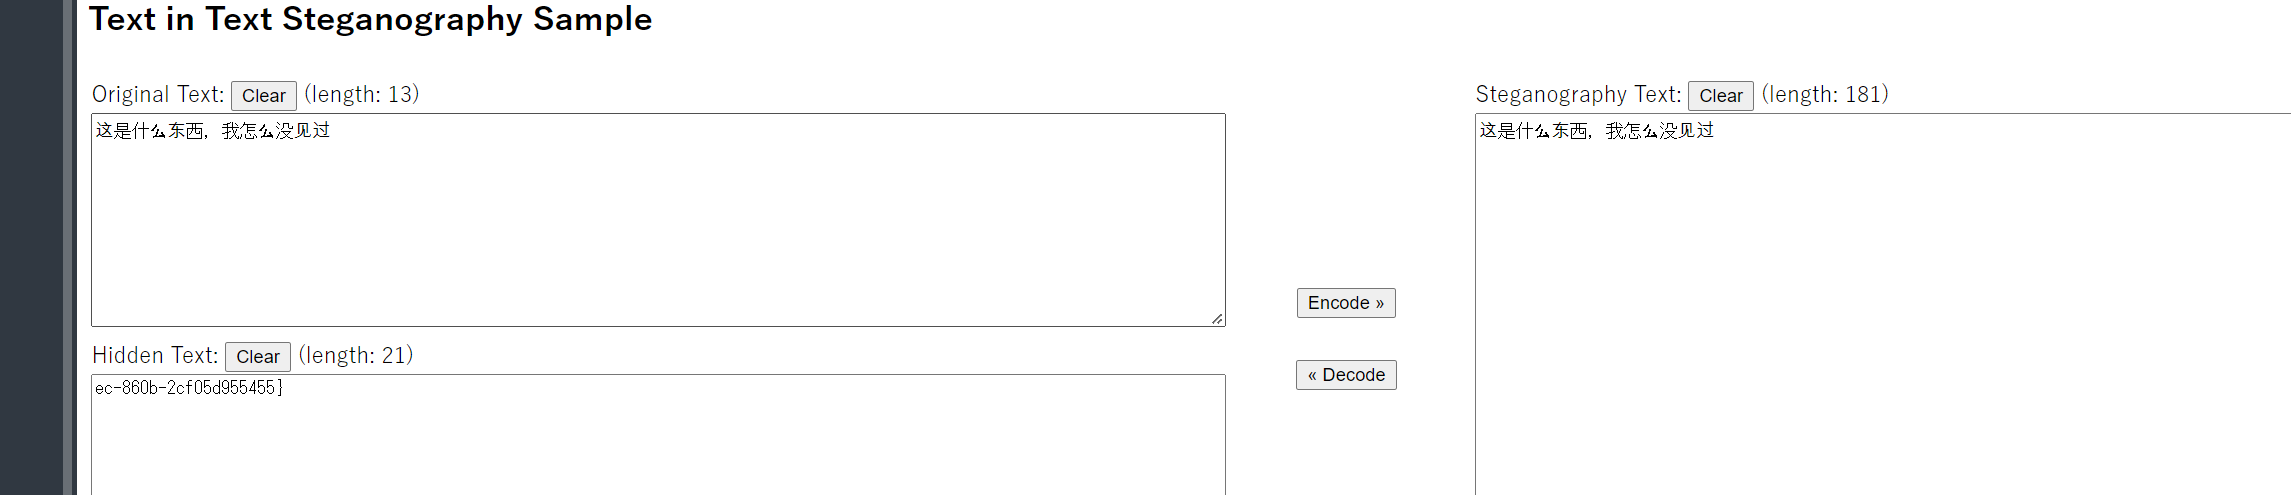 Text in Text Steganography Sample
Original Text: Clear (length: 13)
这是什么东西，我怎么没见过
Encode »
Hidden Text: Clear (length: 21)
« Decode
ec-860b-2cf05d955455}
Steganography Text: Clear (length: 181)
这是什么东西，我怎么没见过